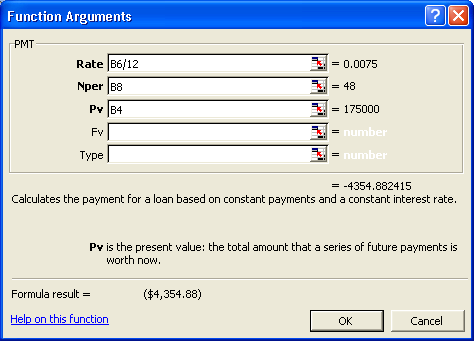 Function Arguments
PMT
Rate B6/12 = 0.0075
Nper B8 = 48
Pv B4 = 175000
Fv = number
Type = number
= -4354.882415
Calculates the payment for a loan based on constant payments and a constant interest rate.
Pv is the present value: the total amount that a series of future payments is
worth now.
Formula result = ($4,354.88)
Help on this function OK Cancel